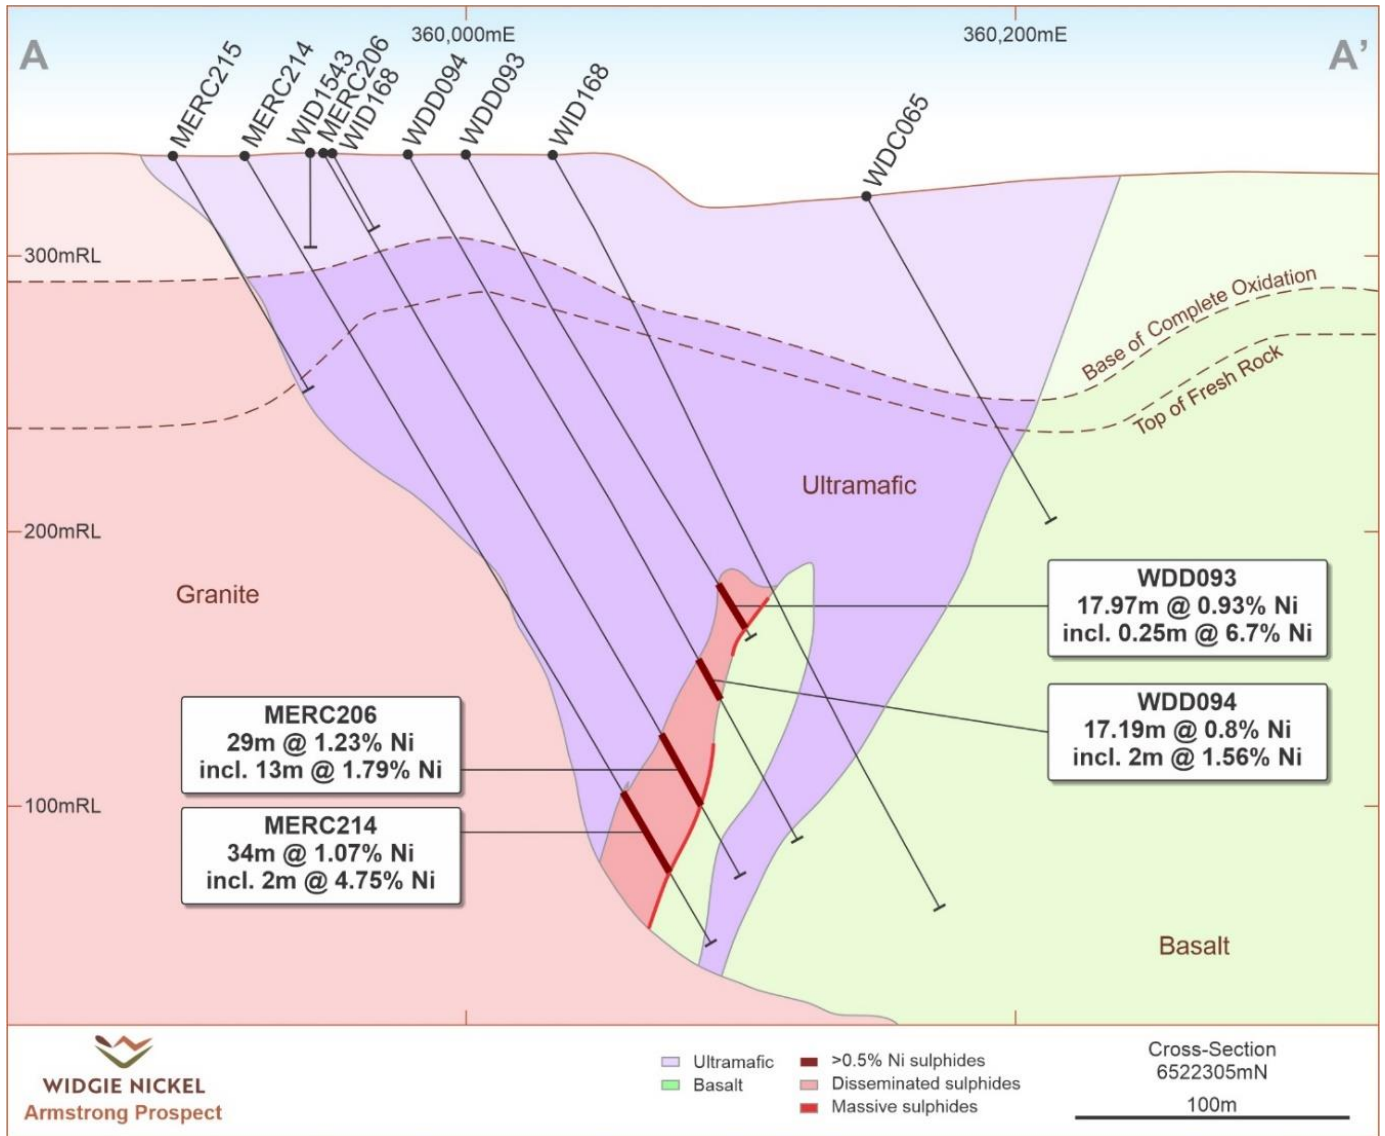 A
360,000mE
360,200mE
A’
MERC215
MERC214
WID1543
MERC206
WID168
WDD094
WDD093
WID168
WDC065
300mRL
Base of Complete Oxidation
Top of Fresh Rock
Ultramafic
200mRL
Granite
WDD093
17.97m @ 0.93% Ni
incl. 0.25m @ 6.7% Ni
WDD094
17.19m @ 0.8% Ni
incl. 2m @ 1.56% Ni
MERC206
29m @ 1.23% Ni
incl. 13m @ 1.79% Ni
100mRL
MERC214
34m @ 1.07% Ni
incl. 2m @ 4.75% Ni
Basalt
WIDGIE NICKEL
Armstrong Prospect
Ultramafic
Basalt
>0.5% Ni sulphides
Disseminated sulphides
Massive sulphides
Cross-Section
6522305mN
100m